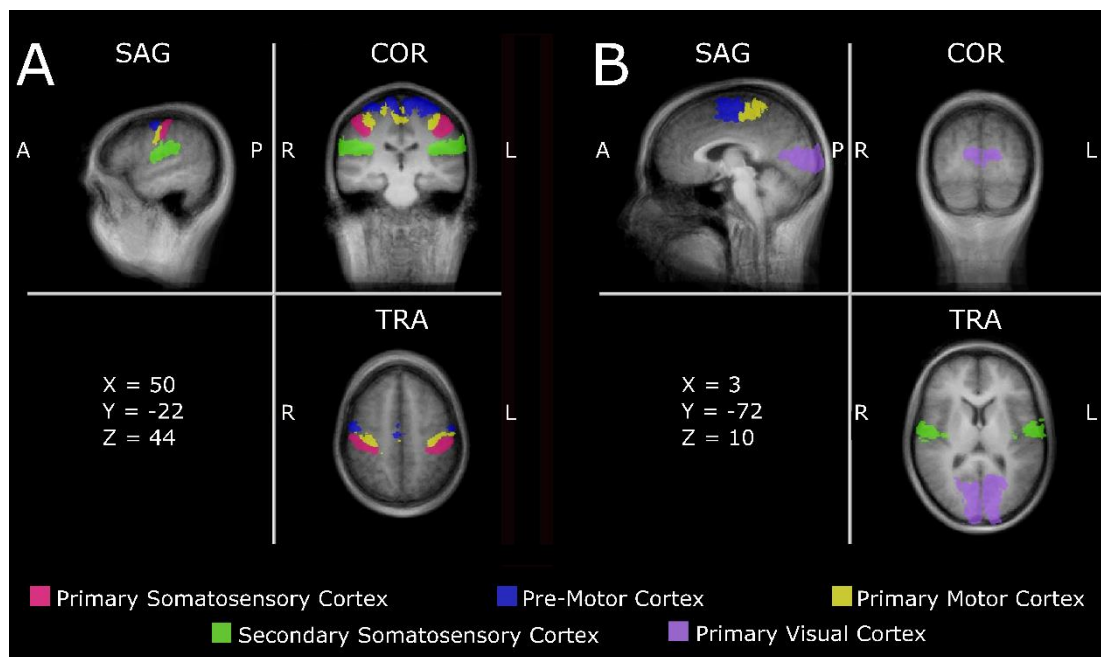 A
SAG
COR
A
P
R
L
TRA
X = 50
Y = -22
Z = 44
R
L
B
SAG
COR
A
P
R
L
TRA
X = 3
Y = -72
Z = 10
R
L
Primary Somatosensory Cortex
Pre-Motor Cortex
Primary Motor Cortex
Secondary Somatosensory Cortex
Primary Visual Cortex